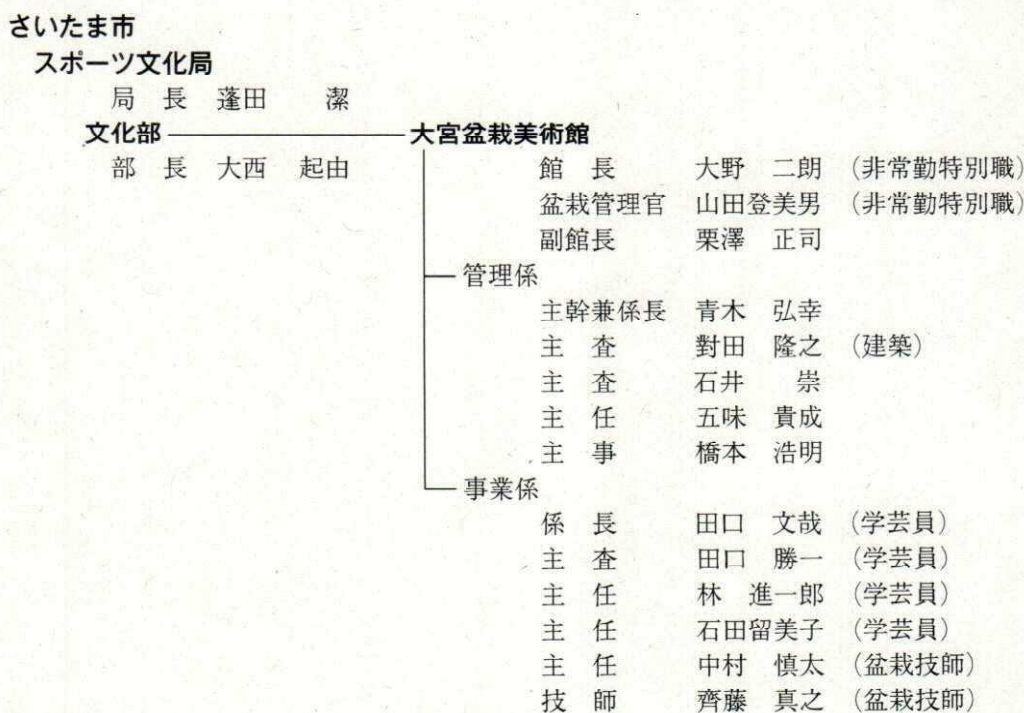 さいたま市
スポーツ文化局
局　長　蓬田　　潔
文化部　大宮盆栽美術館
部　長　大西　起由
館　長　大野　二朗　（非常勤特別職）
盆栽管理官　山田登美男　（非常勤特別職）
副館長　栗澤　正司
管理係
主幹兼係長　青木　弘幸
主　査　對田　隆之　（建築）
主　査　石井　　崇
主　任　五味　貴成
主　事　橋本　浩明
事業係
係　長　田口　文哉　（学芸員）
主　査　田口　勝一　（学芸員）
主　任　林　進一郎　（学芸員）
主　任　石田留美子　（学芸員）
主　任　中村　慎太　（盆栽技師）
技　師　齊藤　真之　（盆栽技師）